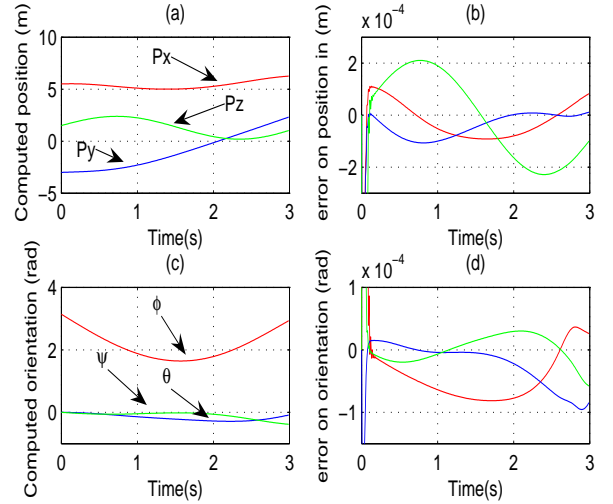 (a)
Computed position (m)
10
5
0
−5
Px
Pz
Py
0 1 2 3
Time(s)
(b)
x 10⁻⁴
error on position in (m)
2
0
−2
0 1 2 3
Time(s)
(c)
Computed orientation (rad)
4
2
0
ϕ
ψ
θ
0 1 2 3
Time(s)
(d)
x 10⁻⁴
error on orientation (rad)
1
0
−1
0 1 2 3
Time(s)